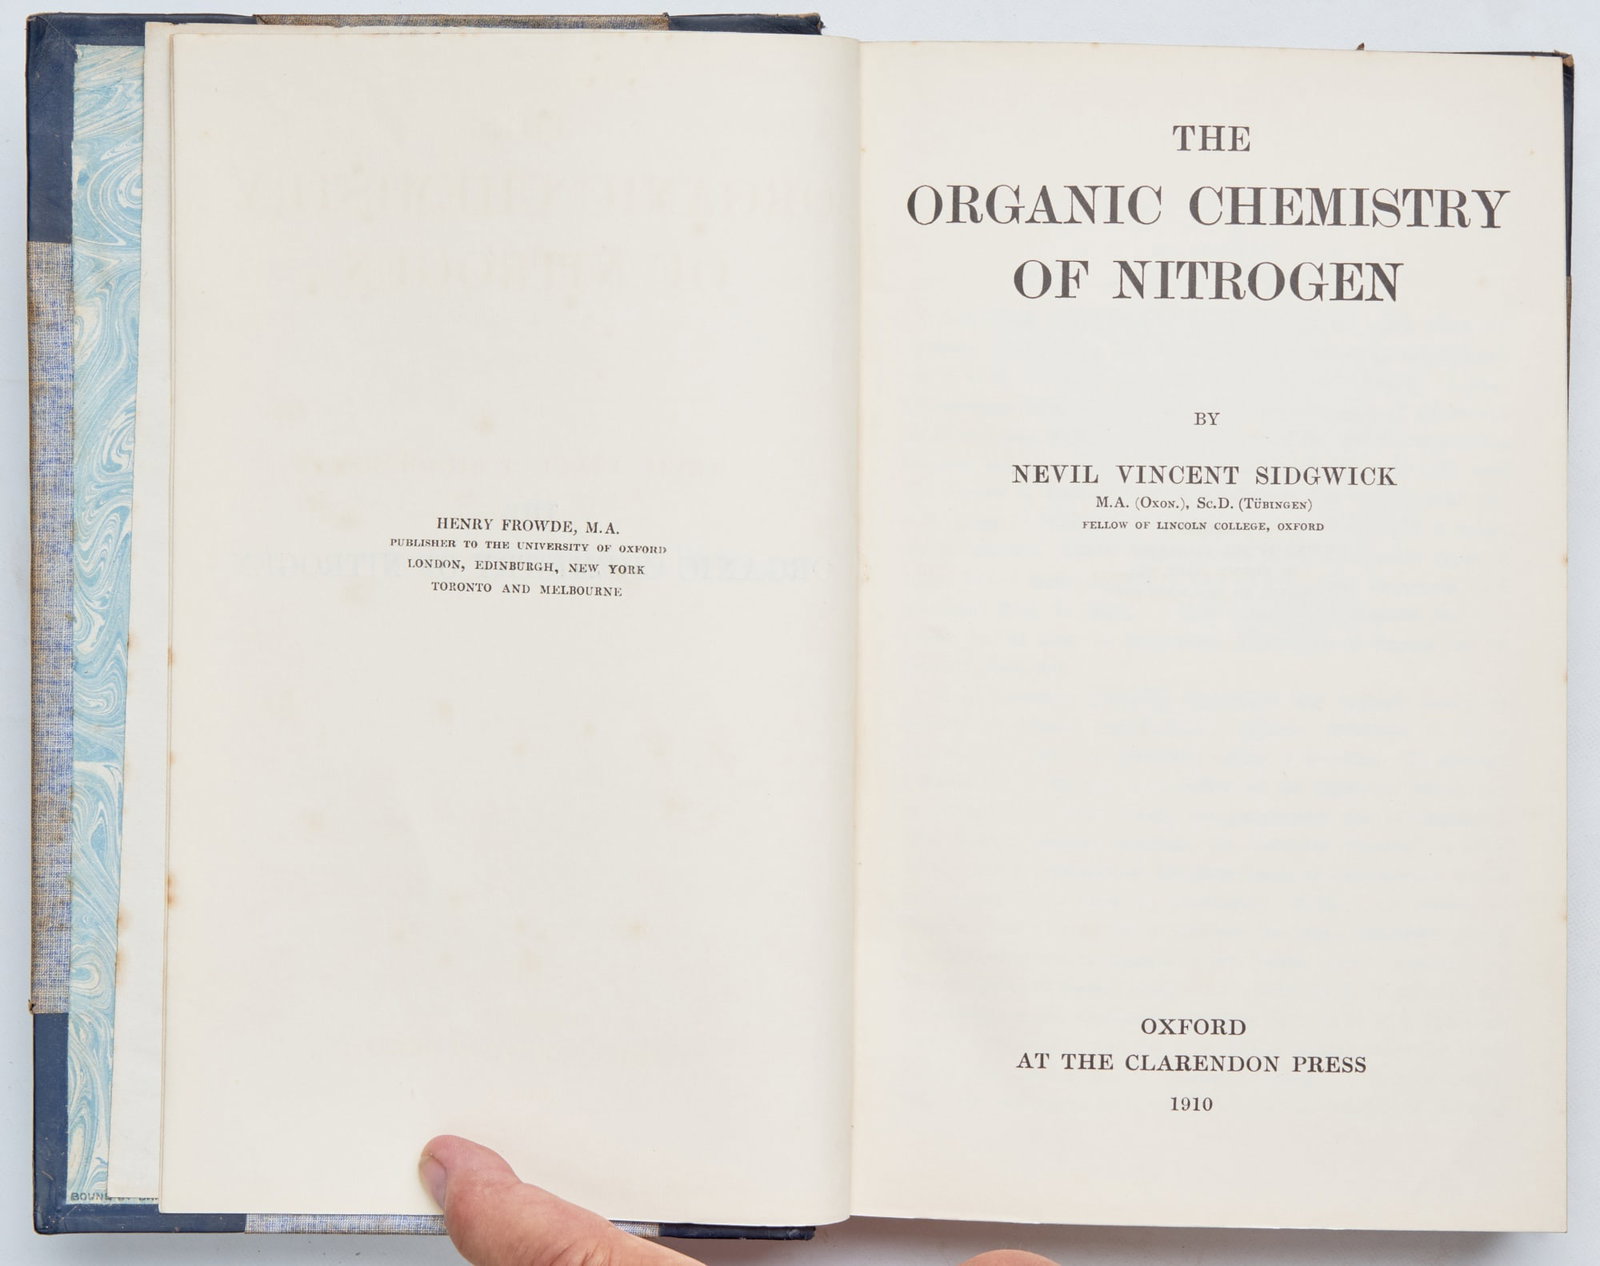 HENRY FROWDE, M.A.
PUBLISHER TO THE UNIVERSITY OF OXFORD
LONDON, EDINBURGH, NEW YORK
TORONTO AND MELBOURNE
THE
ORGANIC CHEMISTRY
OF NITROGEN
BY
NEVIL VINCENT SIDGWICK
M.A. (OXON.), SC.D. (TÜBINGEN)
FELLOW OF LINCOLN COLLEGE, OXFORD
OXFORD
AT THE CLARENDON PRESS
1910
BOUND BY